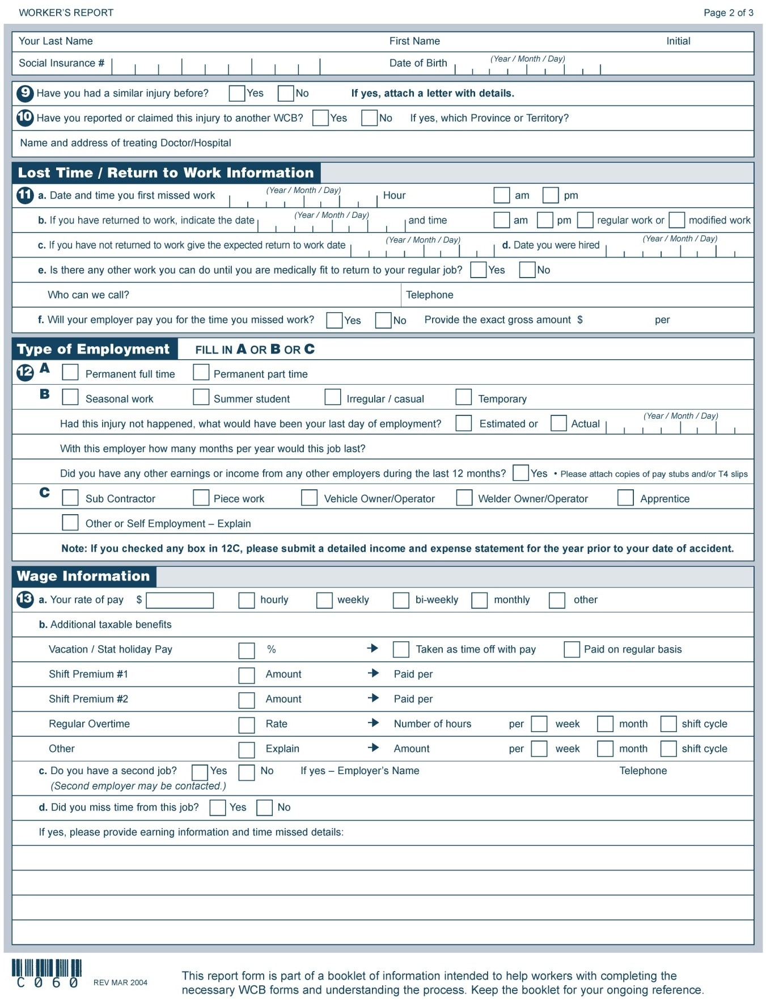 WORKER'S REPORT Page 2 of 3
Your Last Name First Name Initial
Social Insurance # Date of Birth (Year / Month / Day)
9 Have you had a similar injury before? Yes No If yes, attach a letter with details.
10 Have you reported or claimed this injury to another WCB? Yes No If yes, which Province or Territory?
Name and address of treating Doctor/Hospital
Lost Time / Return to Work Information
11 a. Date and time you first missed work (Year / Month / Day) Hour am pm
b. If you have returned to work, indicate the date (Year / Month / Day) and time am pm regular work or modified work
c. If you have not returned to work give the expected return to work date (Year / Month / Day) d. Date you were hired (Year / Month / Day)
e. Is there any other work you can do until you are medically fit to return to your regular job? Yes No
Who can we call? Telephone
f. Will your employer pay you for the time you missed work? Yes No Provide the exact gross amount $ per
Type of Employment FILL IN A OR B OR C
12 A Permanent full time Permanent part time
B Seasonal work Summer student Irregular / casual Temporary
Had this injury not happened, what would have been your last day of employment? Estimated or Actual (Year / Month / Day)
With this employer how many months per year would this job last?
Did you have any other earnings or income from any other employers during the last 12 months? Yes • Please attach copies of pay stubs and/or T4 slips
C Sub Contractor Piece work Vehicle Owner/Operator Welder Owner/Operator Apprentice
Other or Self Employment – Explain
Note: If you checked any box in 12C, please submit a detailed income and expense statement for the year prior to your date of accident.
Wage Information
13 a. Your rate of pay $ hourly weekly bi-weekly monthly other
b. Additional taxable benefits
Vacation / Stat holiday Pay % Taken as time off with pay Paid on regular basis
Shift Premium #1 Amount Paid per
Shift Premium #2 Amount Paid per
Regular Overtime Rate Number of hours per week month shift cycle
Other Explain Amount per week month shift cycle
c. Do you have a second job? Yes No If yes – Employer's Name Telephone
(Second employer may be contacted.)
d. Did you miss time from this job? Yes No
If yes, please provide earning information and time missed details:
C 0 6 0 REV MAR 2004
This report form is part of a booklet of information intended to help workers with completing the
necessary WCB forms and understanding the process. Keep the booklet for your ongoing reference.